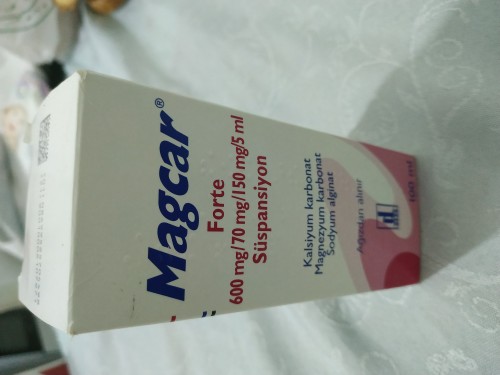 Magcar®
Forte
600 mg/70 mg/150 mg/5 ml
Süspansiyon
Kalsiyum karbonat
Magnezyum karbonat
Sodyum alginat
Ağızdan alınır
100 ml